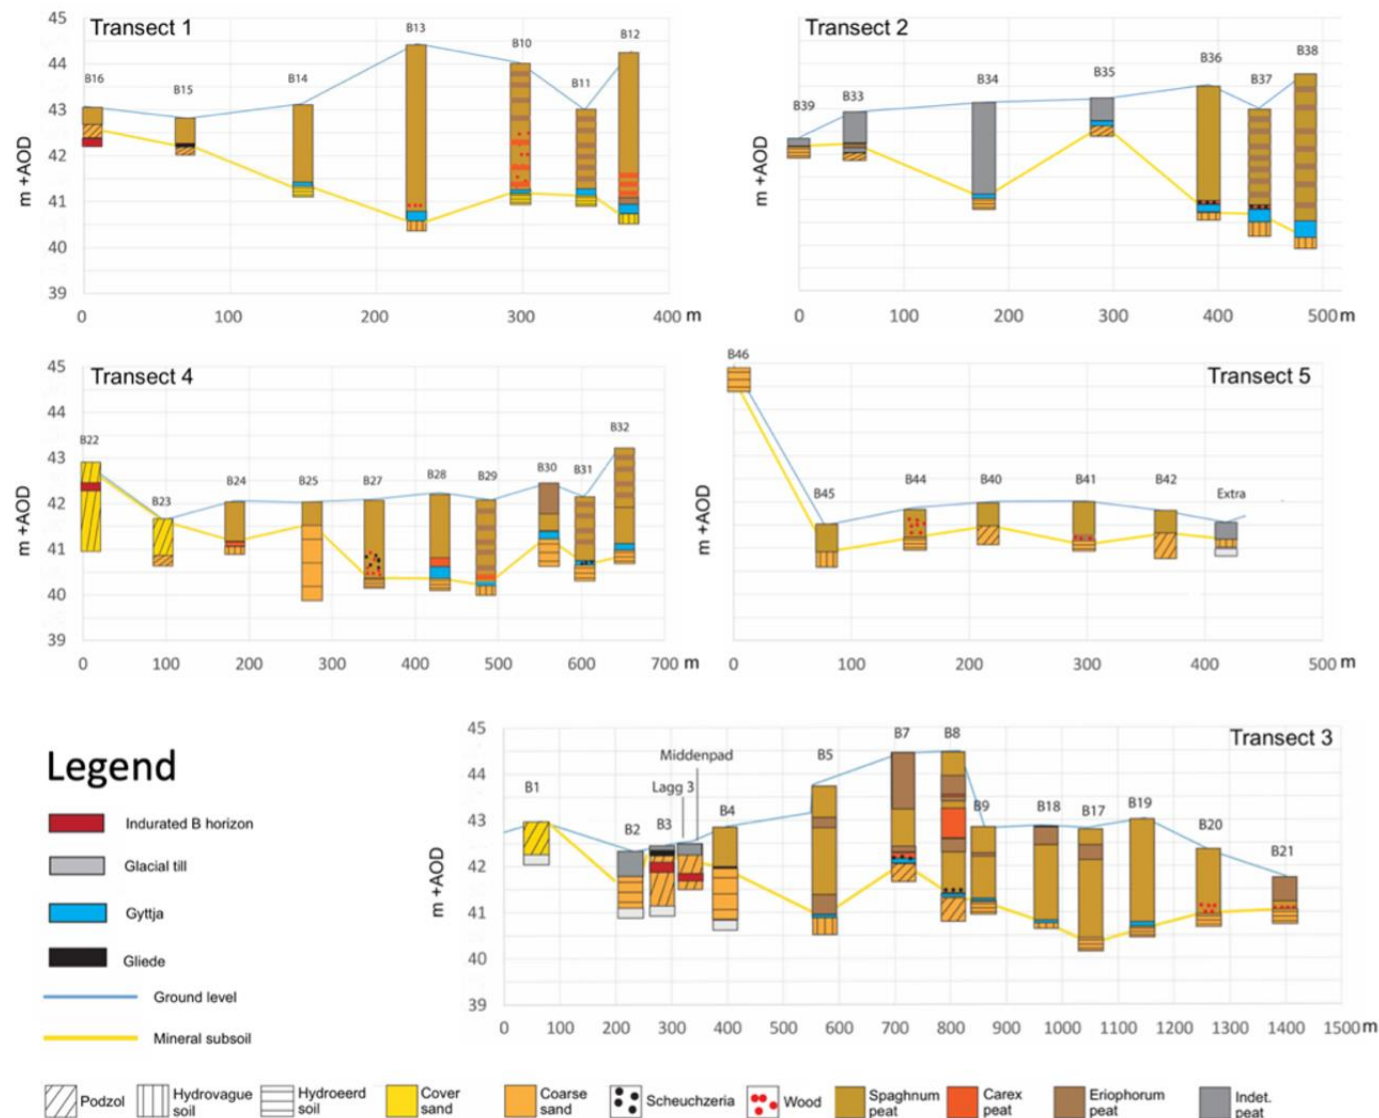 Transect 1
45
44
43
42
41
40
39
m +AOD
B16
B15
B14
B13
B10
B11
B12
0
100
200
300
400 m
Transect 2
m +AOD
B39
B33
B34
B35
B36
B37
B38
0
100
200
300
400
500m
Transect 4
45
44
43
42
41
40
39
m +AOD
B22
B23
B24
B25
B27
B28
B29
B30
B31
B32
0
100
200
300
400
500
600
700 m
Transect 5
m +AOD
B46
B45
B44
B40
B41
B42
Extra
0
100
200
300
400
500 m
Transect 3
45
44
43
42
41
40
39
m +AOD
B1
B2
B3
Lagg 3
Middenpad
B4
B5
B7
B8
B9
B18
B17
B19
B20
B21
0
100
200
300
400
500
600
700
800
900
1000
1100
1200
1300
1400
1500m
Legend
Indurated B horizon
Glacial till
Gyttja
Gliede
Ground level
Mineral subsoil
Podzol
Hydrovague
soil
Hydroeerd
soil
Cover
sand
Coarse
sand
Scheuchzeria
Wood
Spaghnum
peat
Carex
peat
Eriophorum
peat
Indet.
peat